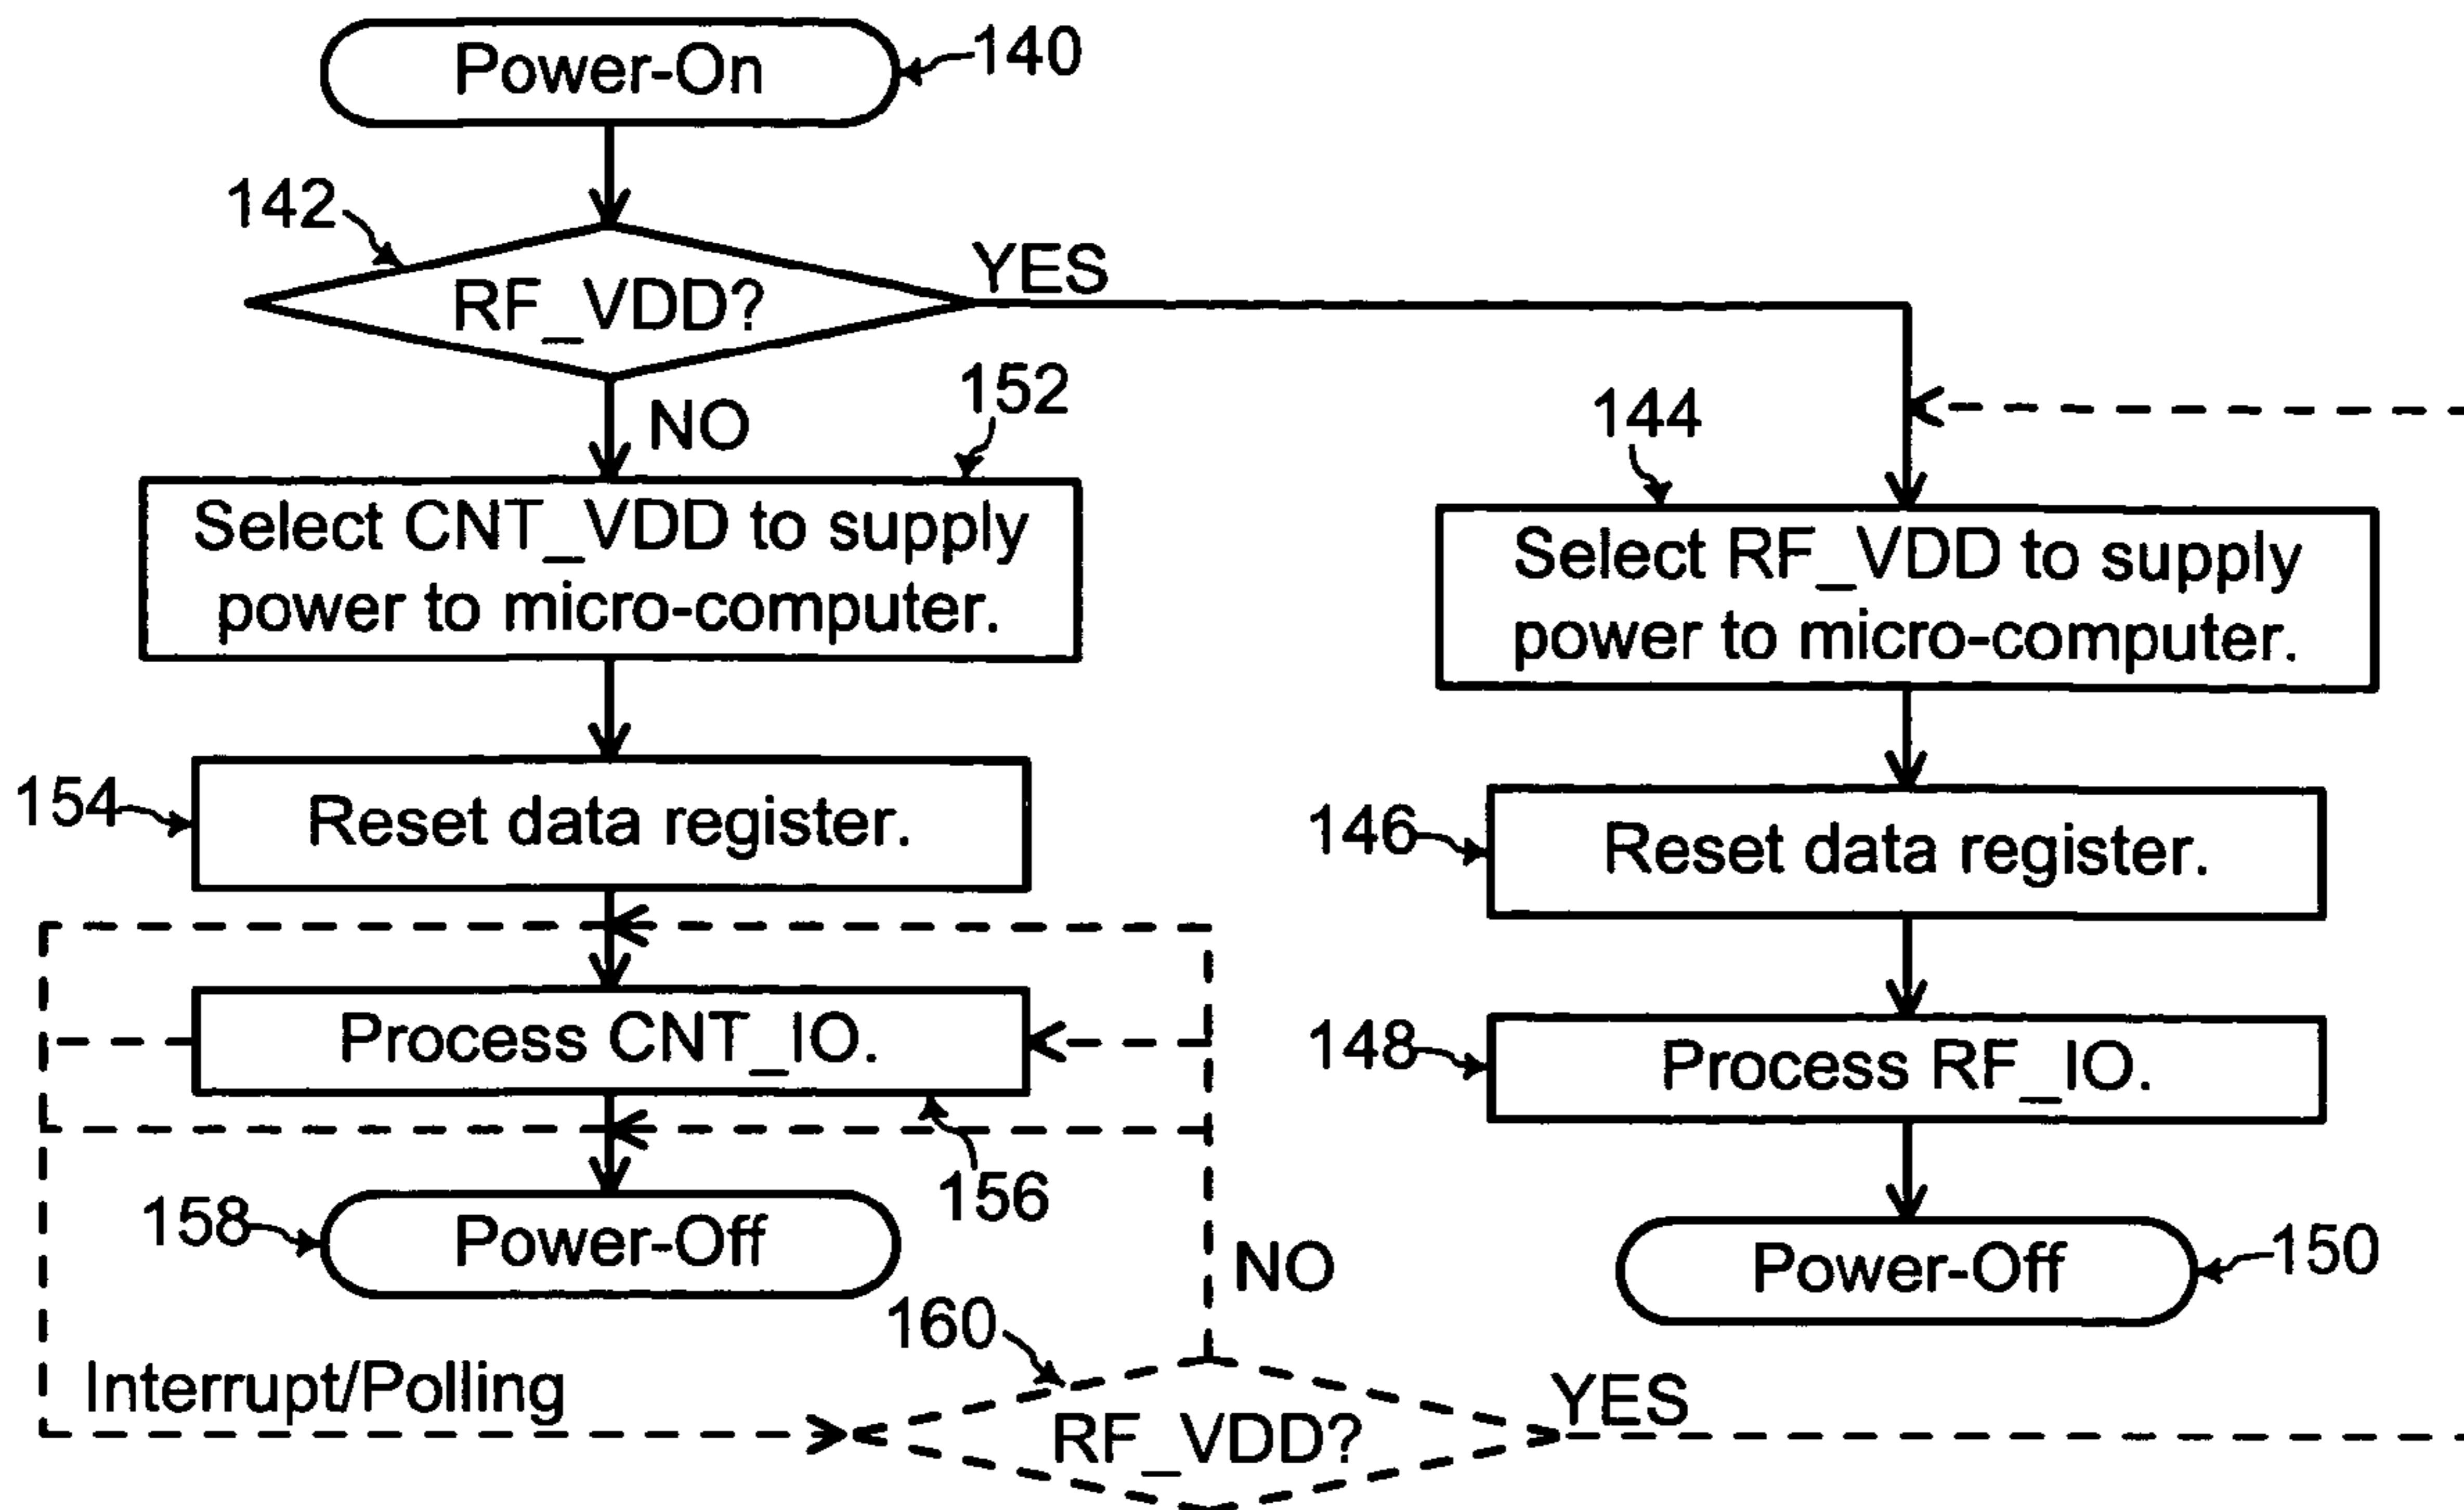 Power-On
140
142
RF_VDD?
YES
NO
152
Select CNT_VDD to supply
power to micro-computer.
144
Select RF_VDD to supply
power to micro-computer.
154
Reset data register.
146
Reset data register.
Process CNT_IO.
156
148
Process RF_IO.
158
Power-Off
Power-Off
150
NO
160
Interrupt/Polling
RF_VDD?
YES